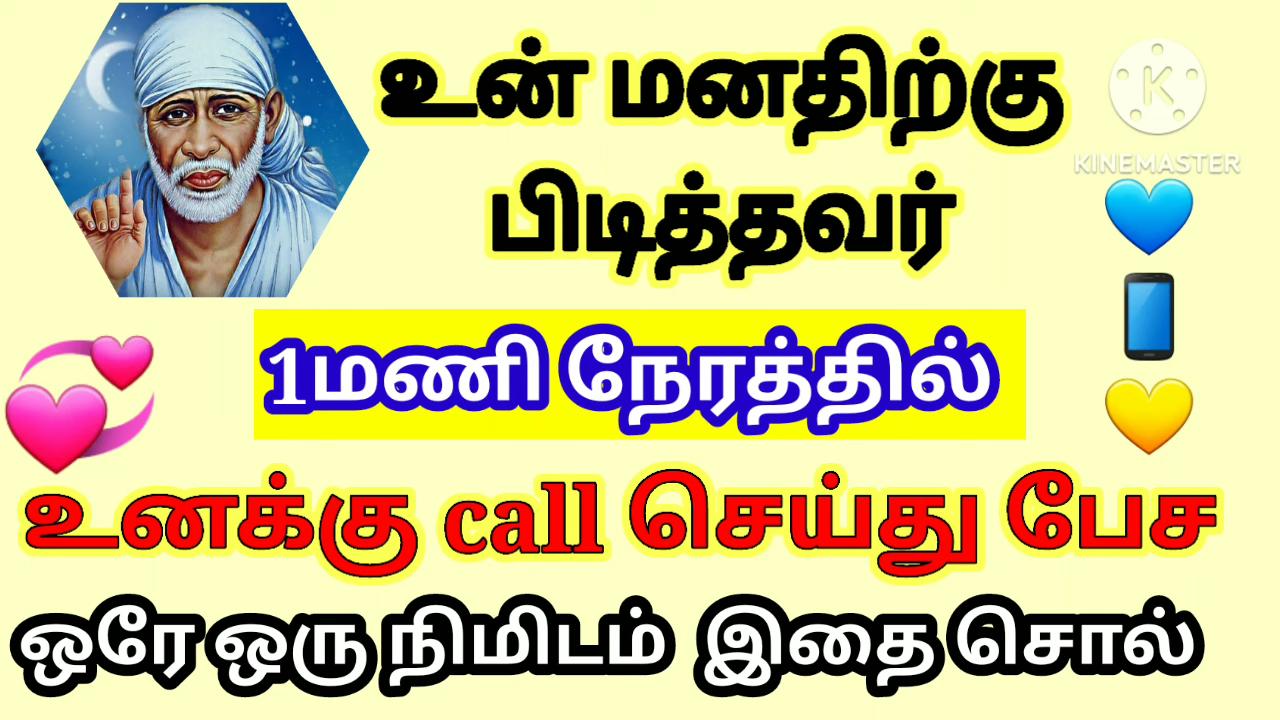 உன் மனதிற்கு
பிடித்தவர்
KINEMASTER
1மணி நேரத்தில்
உனக்கு call செய்து பேச
ஒரே ஒரு நிமிடம் இதை சொல்